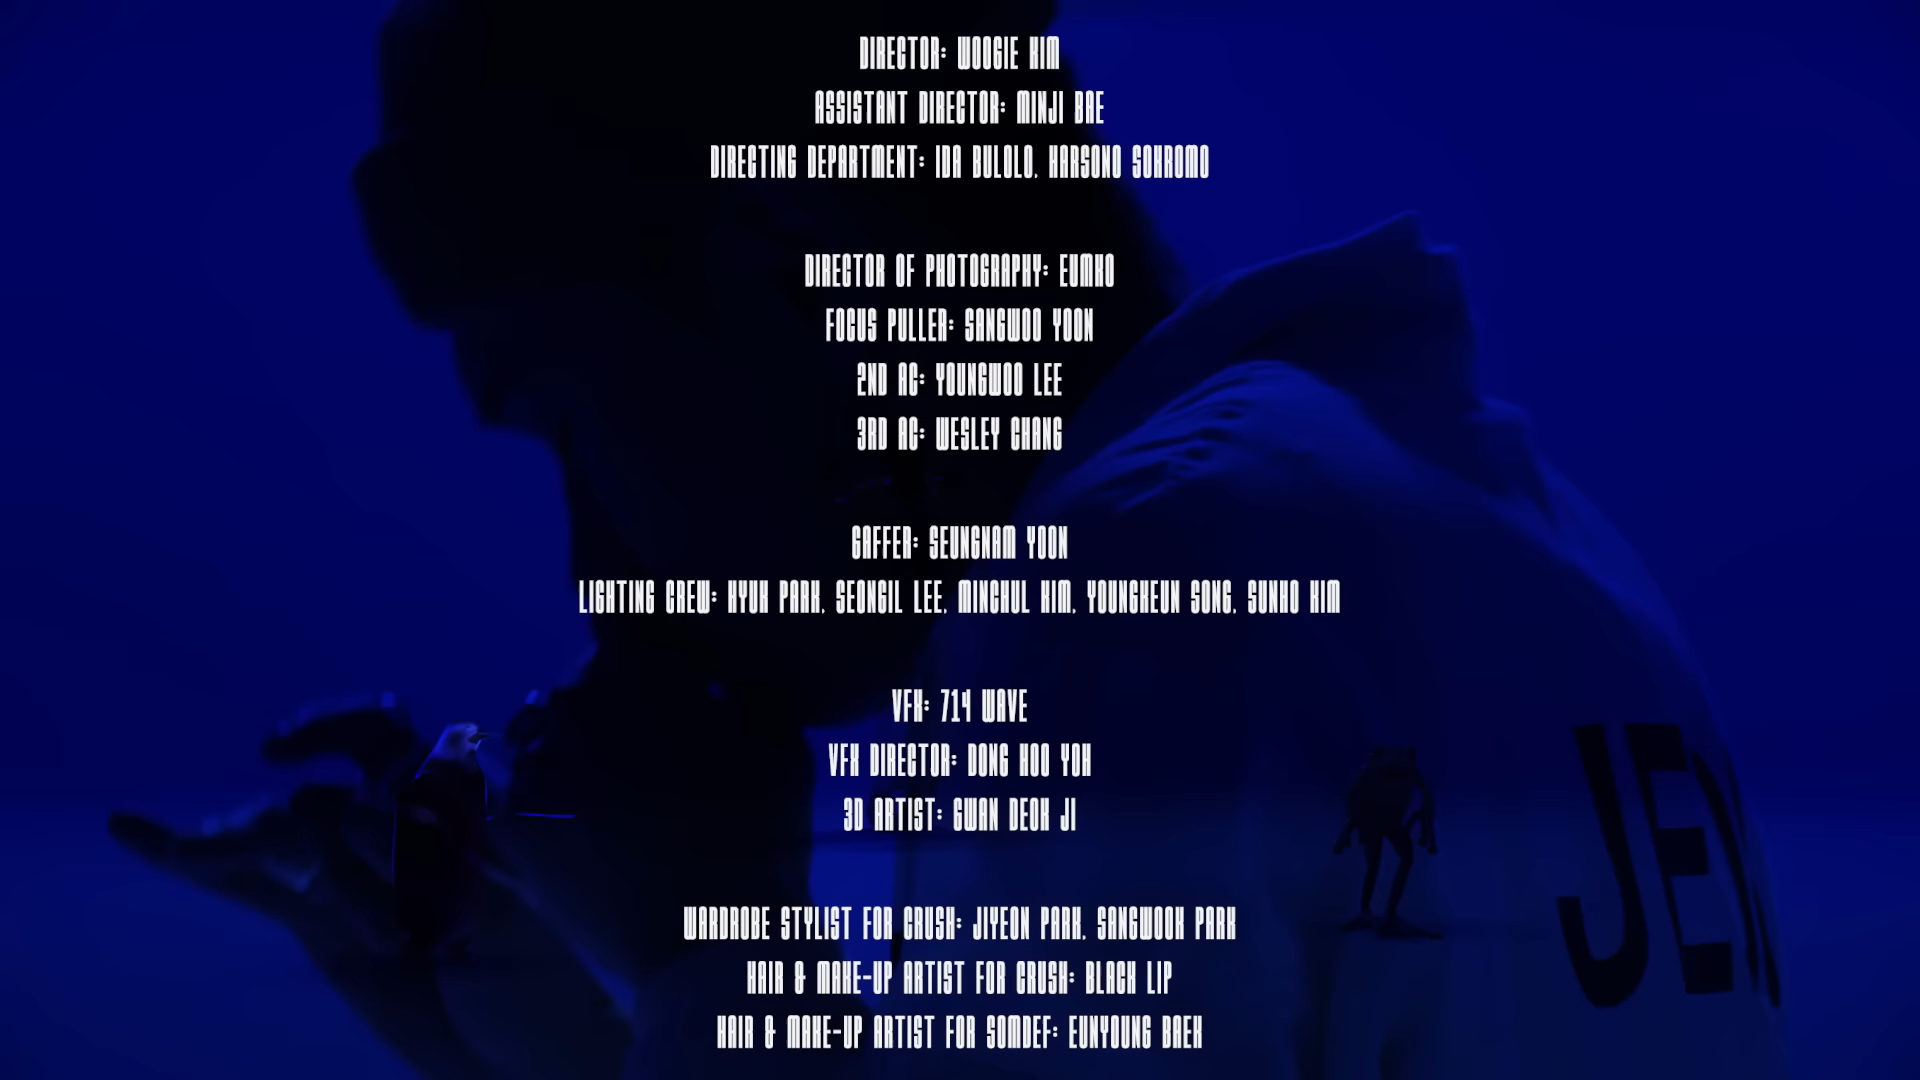 DIRECTOR: WOOGIE KIM
ASSISTANT DIRECTOR: MINJI BAE
DIRECTING DEPARTMENT: IDA BULOLO, HARSONO SOKROMO
DIRECTOR OF PHOTOGRAPHY: EUMKO
FOCUS PULLER: SANGWOO YOON
2ND AC: YOUNGWOO LEE
3RD AC: WESLEY CHANG
GAFFER: SEUNGNAM YOON
LIGHTING CREW: HYUK PARK, SEONGIL LEE, MINCHUL KIM, YOUNGKEUN SONG, SUNHO KIM
VFX: 714 WAVE
VFX DIRECTOR: DONG HOO YOH
3D ARTIST: GWAN DEOK JI
WARDROBE STYLIST FOR CRUSH: JIYEON PARK, SANGWOOK PARK
HAIR & MAKE-UP ARTIST FOR CRUSH: BLACK LIP
HAIR & MAKE-UP ARTIST FOR SOMDEF: EUNYOUNG BAEK